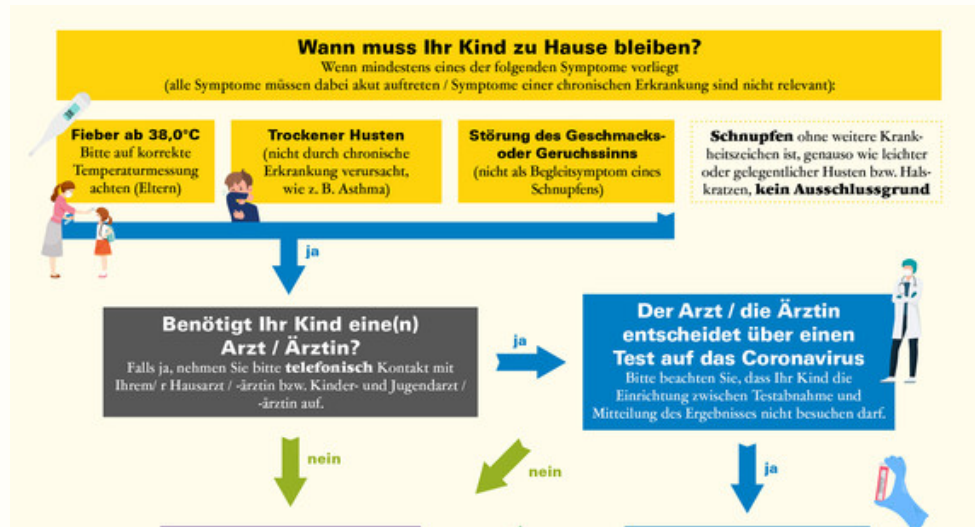 Wann muss Ihr Kind zu Hause bleiben?
Wenn mindestens eines der folgenden Symptome vorliegt
(alle Symptome müssen dabei akut auftreten / Symptome einer chronischen Erkrankung sind nicht relevant):
Fieber ab 38,0°C
Bitte auf korrekte
Temperaturmessung
achten (Eltern)
Trockener Husten
(nicht durch chronische
Erkrankung verursacht,
wie z. B. Asthma)
Störung des Geschmacks-
oder Geruchssinns
(nicht als Begleitsymptom eines
Schnupfens)
Schnupfen ohne weitere Krank-
heitszeichen ist, genauso wie leichter
oder gelegentlicher Husten bzw. Hals-
kratzen, kein Ausschlussgrund
ja
Benötigt Ihr Kind eine(n)
Arzt / Ärztin?
Falls ja, nehmen Sie bitte telefonisch Kontakt mit
Ihrem/ r Hausarzt / -ärztin bzw. Kinder- und Jugendarzt /
-ärztin auf.
ja
Der Arzt / die Ärztin
entscheidet über einen
Test auf das Coronavirus
Bitte beachten Sie, dass Ihr Kind die
Einrichtung zwischen Testabnahme und
Mitteilung des Ergebnisses nicht besuchen darf.
nein
nein
ja